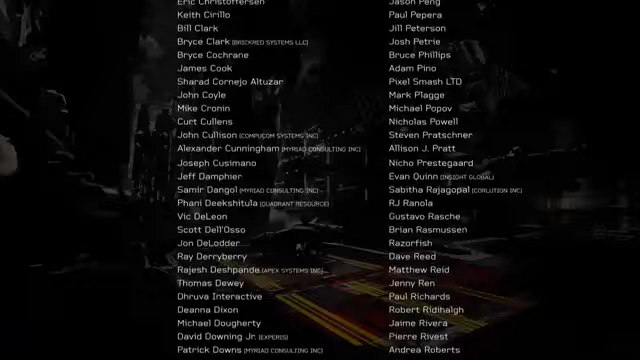 Eric Christoffersen
Keith Cirillo
Bill Clark
Bryce Clark (BRICKRED SYSTEMS LLC)
Bryce Cochrane
James Cook
Sharad Cornejo Altuzar
John Coyle
Mike Cronin
Curt Cullens
John Cullison (COMPUCOM SYSTEMS INC)
Alexander Cunningham (MYRIAD CONSULTING INC)
Joseph Cusimano
Jeff Damphier
Samir Dangol (MYRIAD CONSULTING INC)
Phani Deekshitula (QUADRANT RESOURCE)
Vic DeLeon
Scott Dell'Osso
Jon DeLodder
Ray Derryberry
Rajesh Deshpande (APEX SYSTEMS INC)
Thomas Dewey
Dhruva Interactive
Deanna Dixon
Michael Dougherty
David Downing Jr. (EXPERIS)
Patrick Downs (MYRIAD CONSULTING INC)
Jason Peng
Paul Pepera
Jill Peterson
Josh Petrie
Bruce Phillips
Adam Pino
Pixel Smash LTD
Mark Plagge
Michael Popov
Nicholas Powell
Steven Pratschner
Allison J. Pratt
Nicho Prestegaard
Evan Quinn (INSIGHT GLOBAL)
Sabitha Rajagopal (CORLUTION INC)
RJ Ranola
Gustavo Rasche
Brian Rasmussen
Razorfish
Dave Reed
Matthew Reid
Jenny Ren
Paul Richards
Robert Ridihalgh
Jaime Rivera
Pierre Rivest
Andrea Roberts